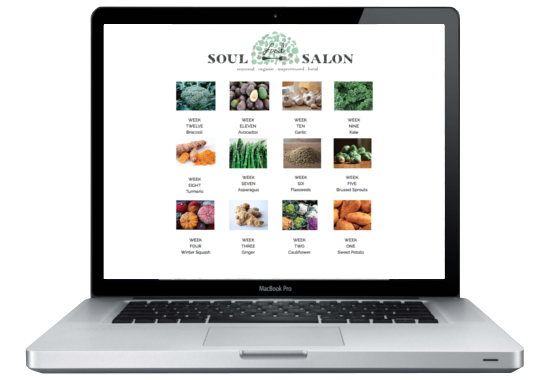 SOUL food SALON
seasonal . organic . superfood . local
WEEK
TWELVE
Broccoli
WEEK
ELEVEN
Avocados
WEEK
TEN
Garlic
WEEK
NINE
Kale
WEEK
EIGHT
Turmeric
WEEK
SEVEN
Asparagus
WEEK
SIX
Flaxseeds
WEEK
FIVE
Brussel Sprouts
WEEK
FOUR
Winter Squash
WEEK
THREE
Ginger
WEEK
TWO
Cauliflower
WEEK
ONE
Sweet Potato
MacBook Pro